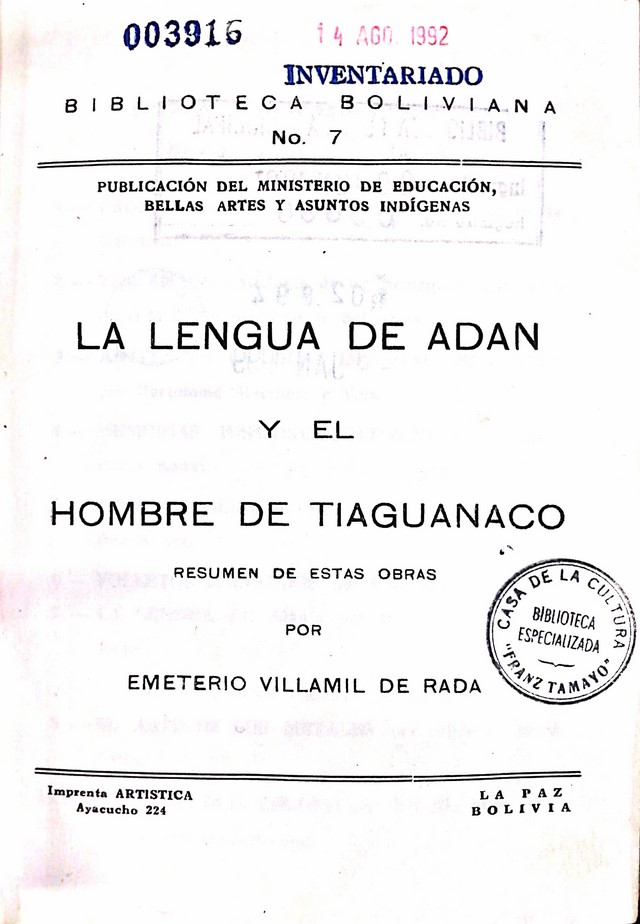 003916
14 AGO. 1992
INVENTARIADO
BIBLIOTECA BOLIVIANA
No. 7
PUBLICACIÓN DEL MINISTERIO DE EDUCACIÓN,
BELLAS ARTES Y ASUNTOS INDÍGENAS
LA LENGUA DE ADAN
Y EL
HOMBRE DE TIAGUANACO
RESUMEN DE ESTAS OBRAS
POR
EMETERIO VILLAMIL DE RADA
CASA DE LA CULTURA
BIBLIOTECA
ESPECIALIZADA
"FRANZ TAMAYO"
Imprenta ARTISTICA
Ayacucho 224
LA PAZ
BOLIVIA